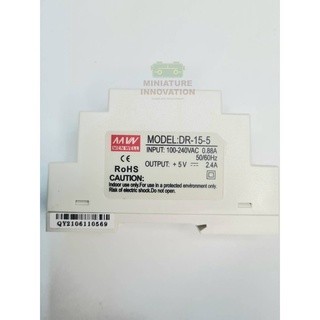 MINIATURE
INNOVATION
MW
MEAN WELL
MODEL:DR-15-5
INPUT: 100-240VAC 0.88A
50/60Hz
OUTPUT: +5V 2.4A
CE
RoHS
CAUTION:
Indoor use only.For use in a protected environment only.
Risk of electric shock.Do not open.
QY2106110569